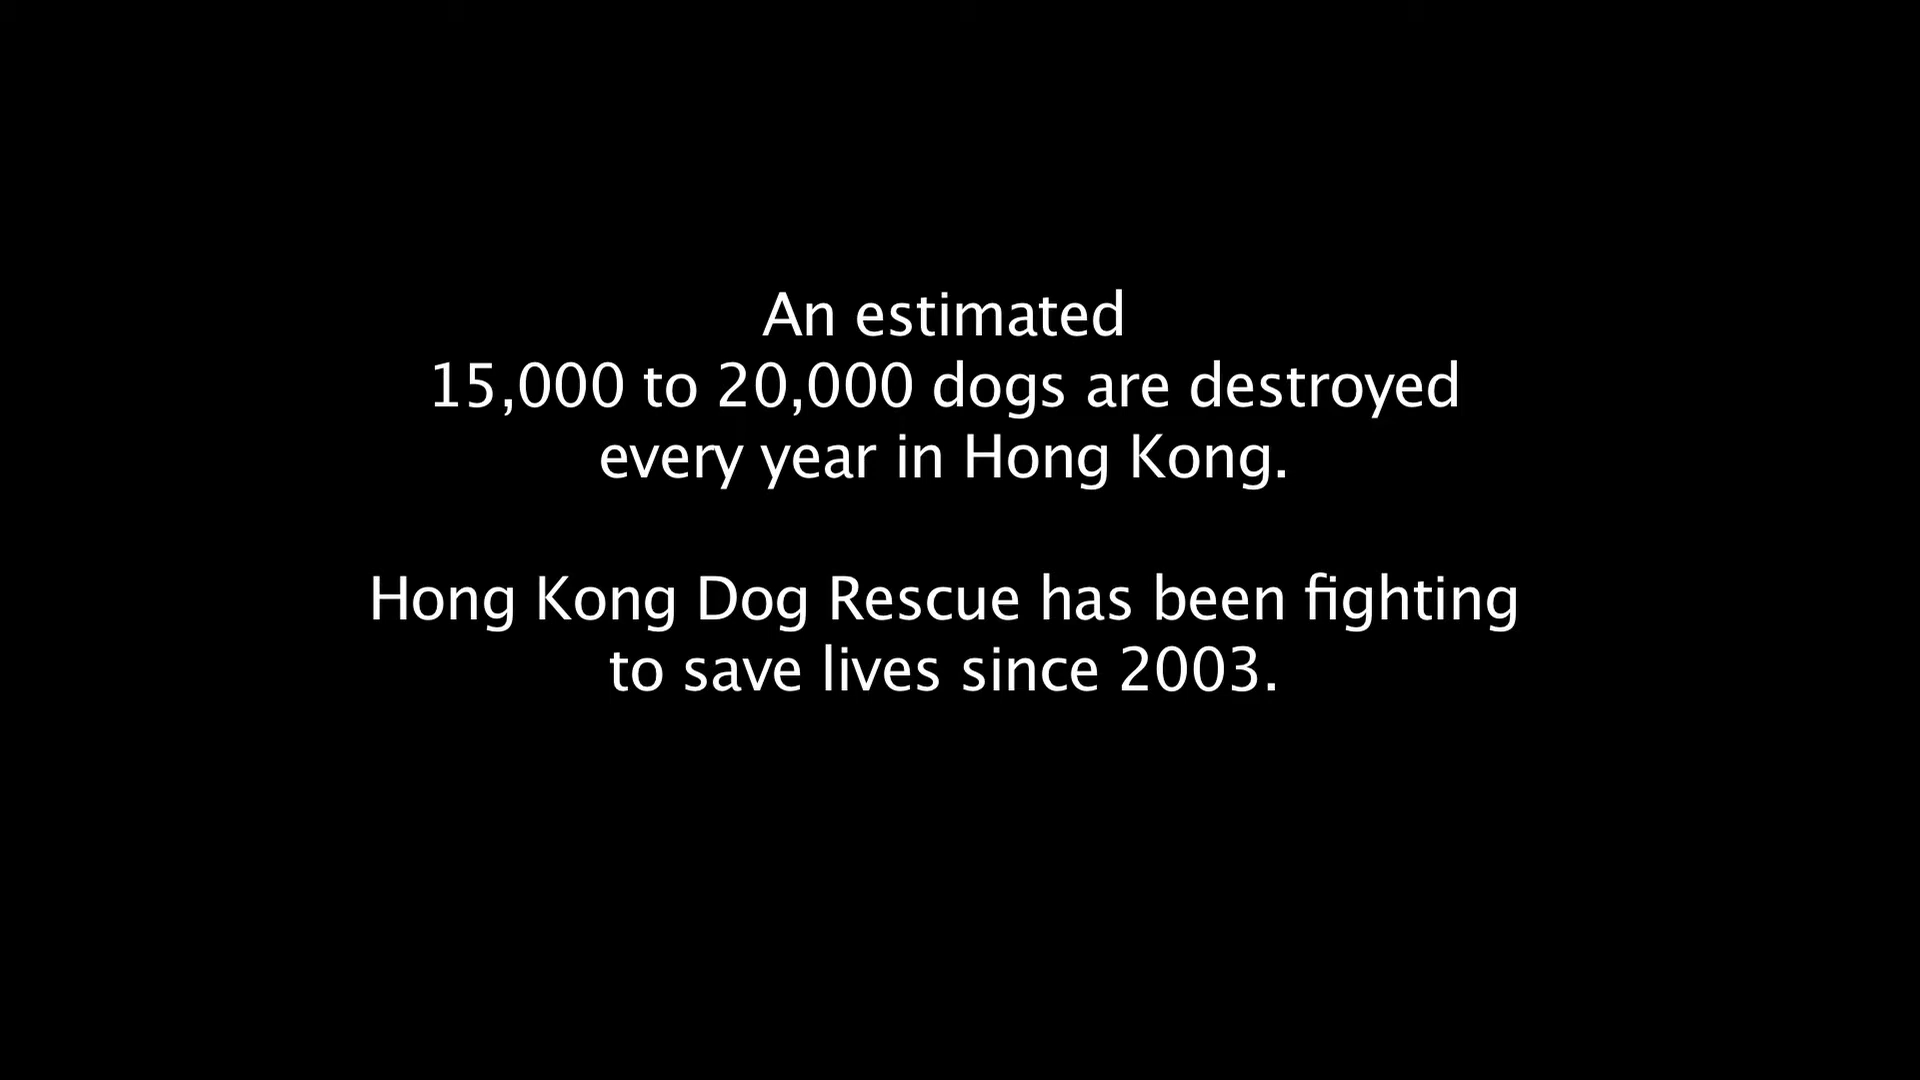 An estimated
15,000 to 20,000 dogs are destroyed
every year in Hong Kong.
Hong Kong Dog Rescue has been fighting
to save lives since 2003.